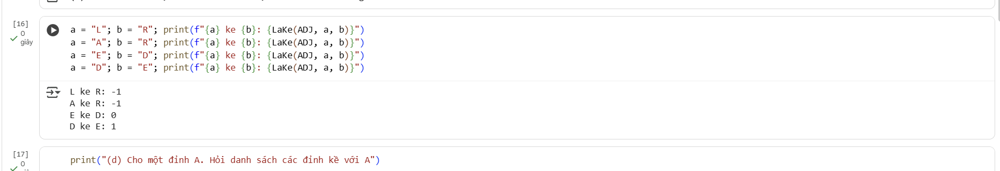 [16]
0
giây
a = "L"; b = "R"; print(f"{a} ke {b}: {LaKe(ADJ, a, b)}")
a = "A"; b = "R"; print(f"{a} ke {b}: {LaKe(ADJ, a, b)}")
a = "E"; b = "D"; print(f"{a} ke {b}: {LaKe(ADJ, a, b)}")
a = "D"; b = "E"; print(f"{a} ke {b}: {LaKe(ADJ, a, b)}")
L ke R: -1
A ke R: -1
E ke D: 0
D ke E: 1
[17]
0
print("(d) Cho một đỉnh A. Hỏi danh sách các đỉnh kề với A")